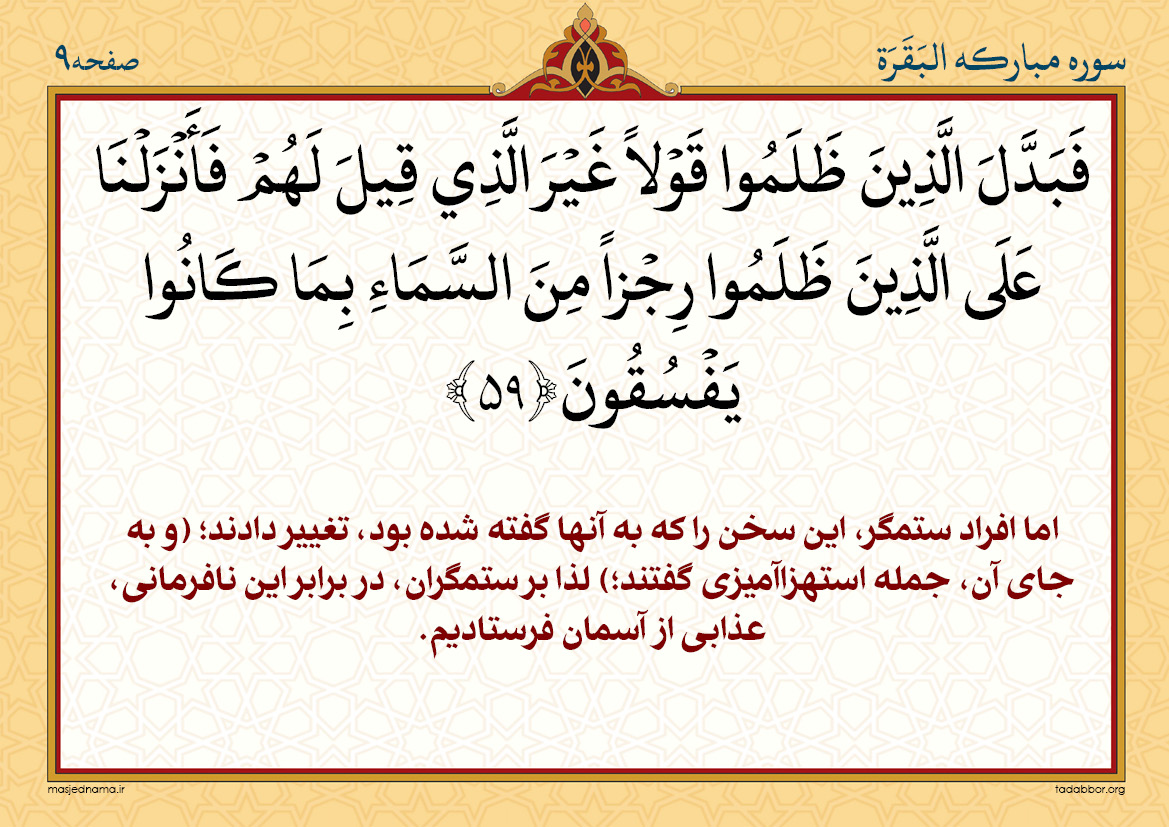 سوره مبارکه البَقَرَة
صفحه۹
فَبَدَّلَ الَّذِينَ ظَلَمُوا قَوْلاً غَيْرَ الَّذِي قِيلَ لَهُمْ فَأَنْزَلْنَا
عَلَى الَّذِينَ ظَلَمُوا رِجْزاً مِنَ السَّمَاءِ بِمَا كَانُوا
يَفْسُقُونَ ﴿۵۹﴾
اما افراد ستمگر، این سخن را که به آنها گفته شده بود، تغییر دادند؛ (و به
جای آن، جمله استهزاآمیزی گفتند؛) لذا بر ستمگران، در برابر این نافرمانی،
عذابی از آسمان فرستادیم.
masjednama.ir
tadabbor.org